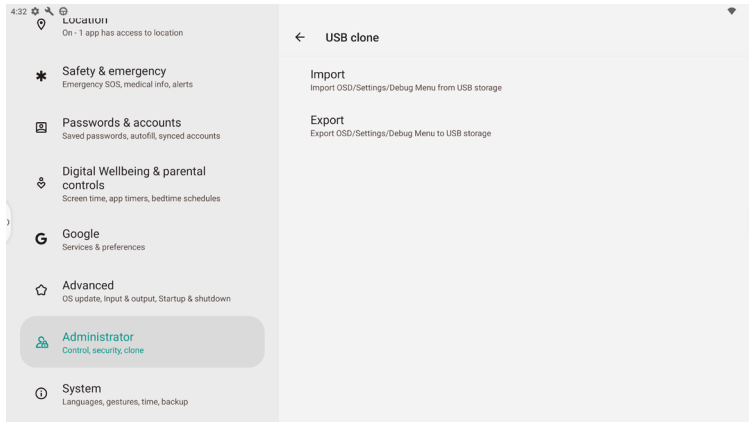 4:32
Location
On - 1 app has access to location
Safety & emergency
Emergency SOS, medical info, alerts
Passwords & accounts
Saved passwords, autofill, synced accounts
Digital Wellbeing & parental
controls
Screen time, app timers, bedtime schedules
Google
Services & preferences
Advanced
OS update, Input & output, Startup & shutdown
Administrator
Control, security, clone
System
Languages, gestures, time, backup
USB clone
Import
Import OSD/Settings/Debug Menu from USB storage
Export
Export OSD/Settings/Debug Menu to USB storage